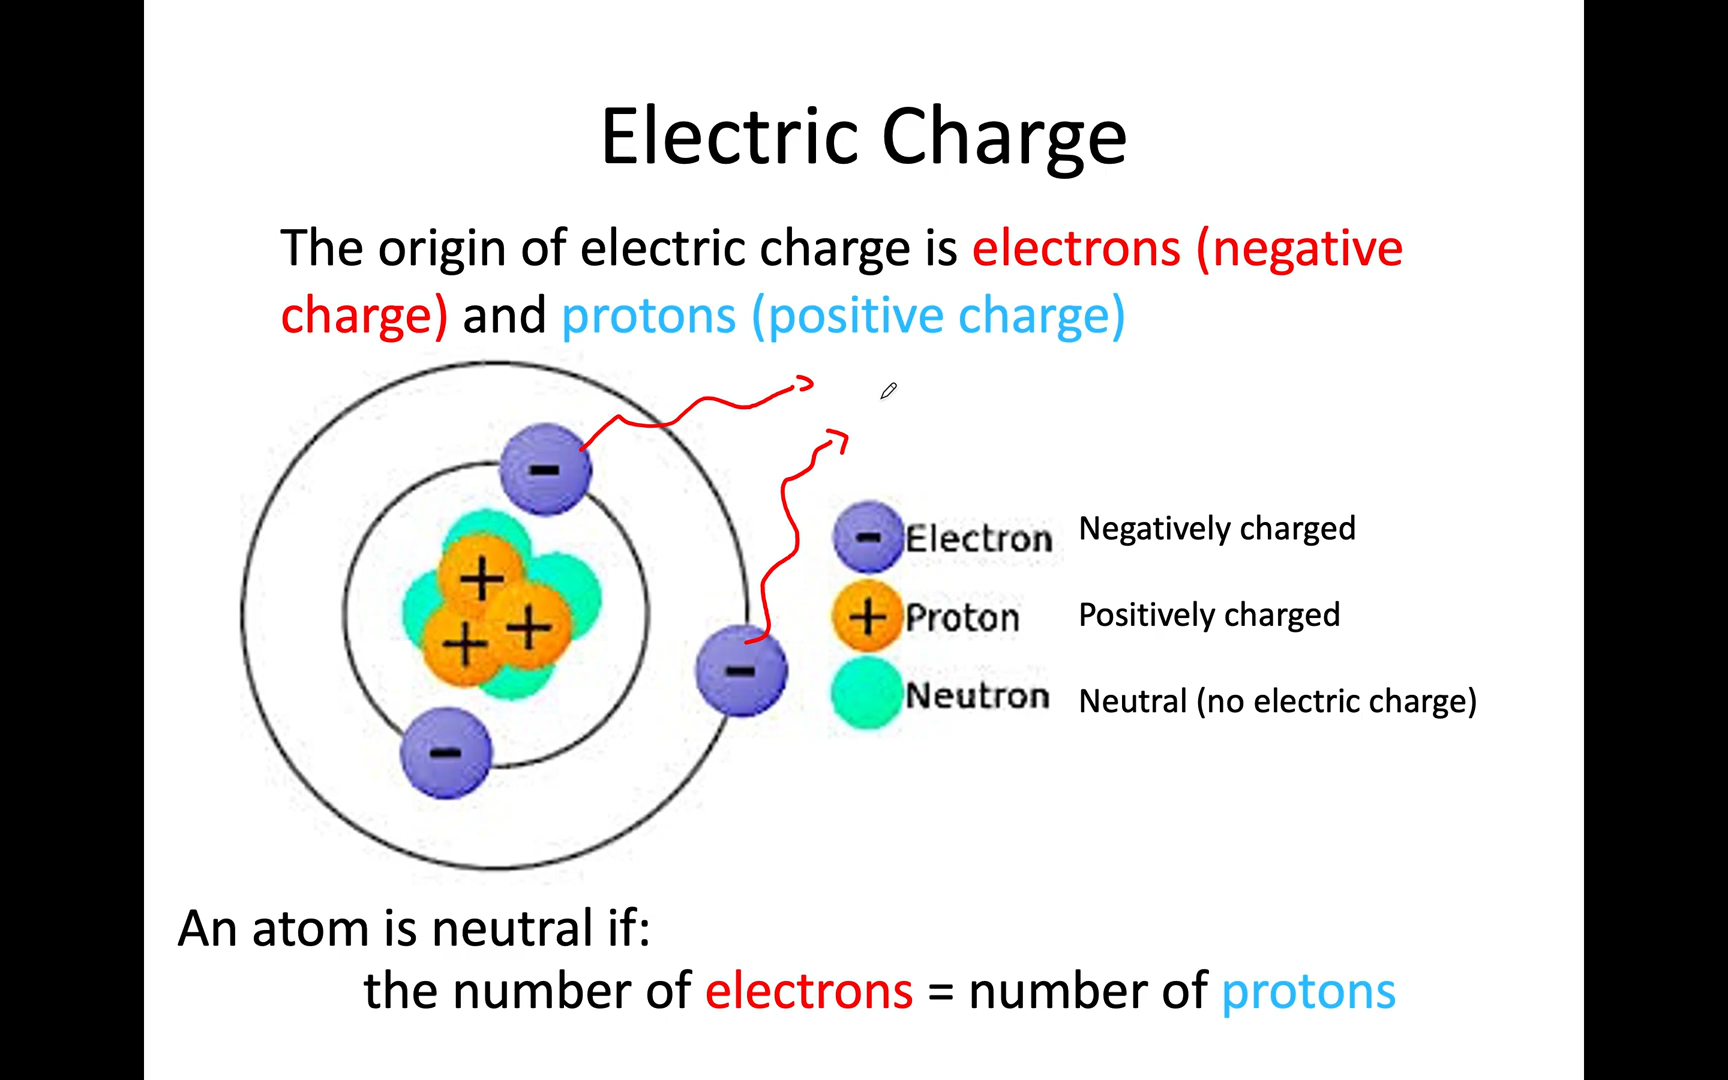 Electric Charge
The origin of electric charge is electrons (negative
charge) and protons (positive charge)
-
-
-
+
+
+
- Electron Negatively charged
+ Proton Positively charged
Neutron Neutral (no electric charge)
An atom is neutral if:
the number of electrons = number of protons